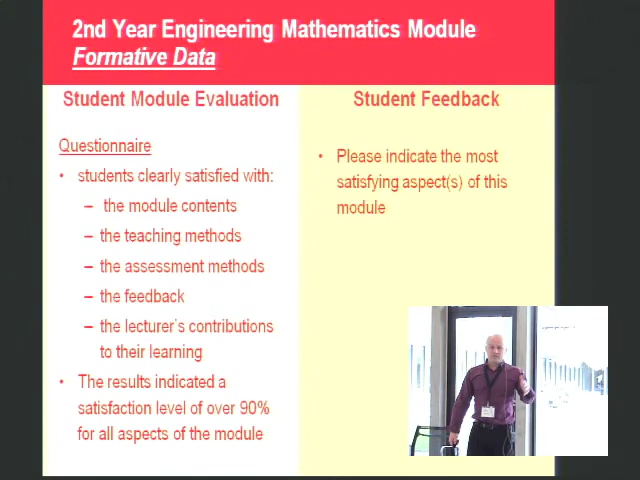 2nd Year Engineering Mathematics Module
Formative Data
Student Module Evaluation
Questionnaire
• students clearly satisfied with:
– the module contents
– the teaching methods
– the assessment methods
– the feedback
– the lecturer's contributions
to their learning
• The results indicated a
satisfaction level of over 90%
for all aspects of the module
Student Feedback
• Please indicate the most
satisfying aspect(s) of this
module